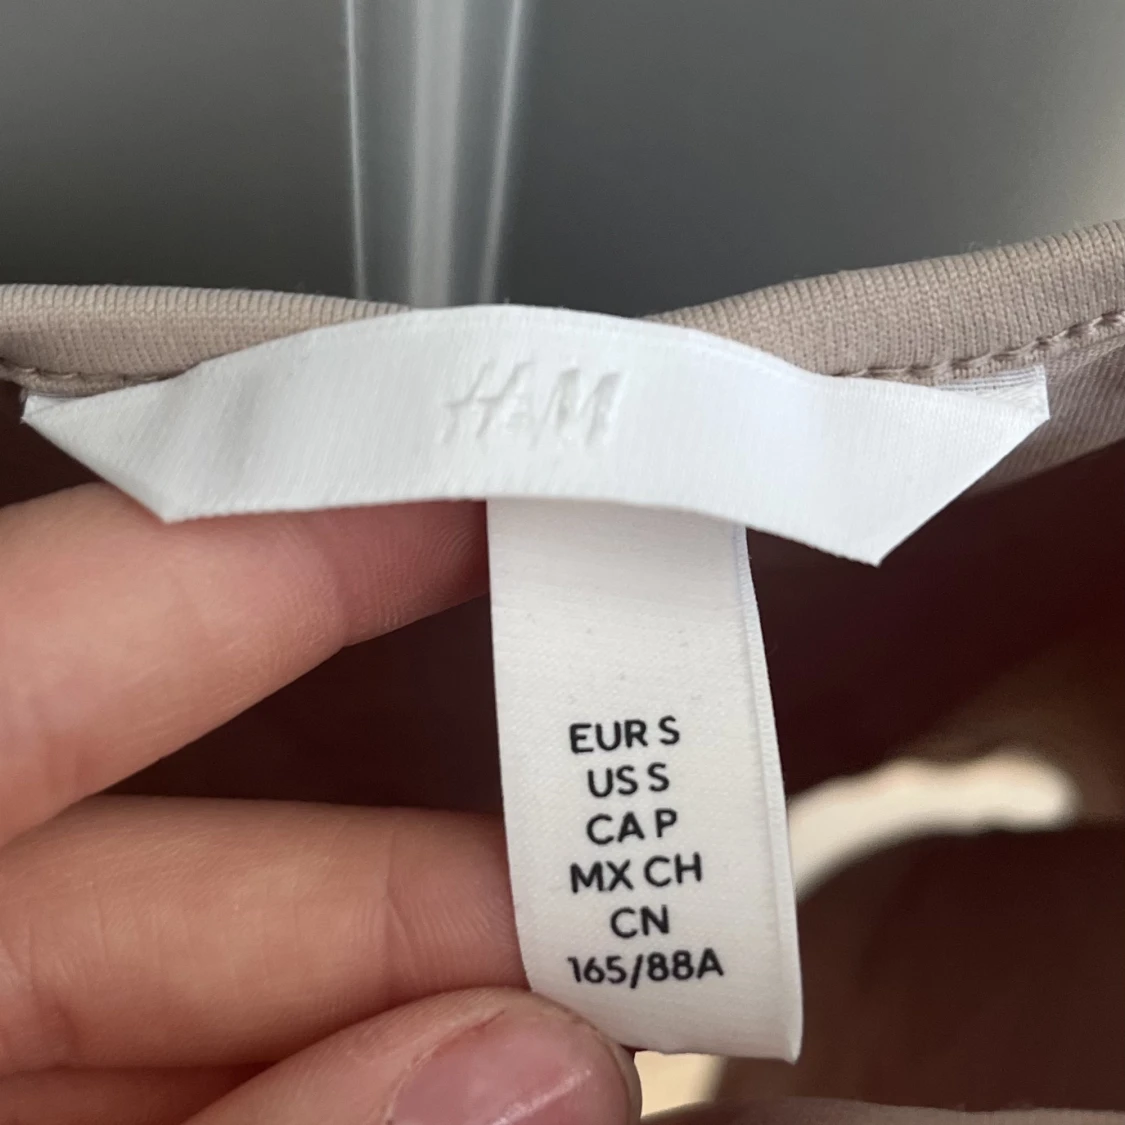 H&M
EUR S
US S
CA P
MX CH
CN
165/88A